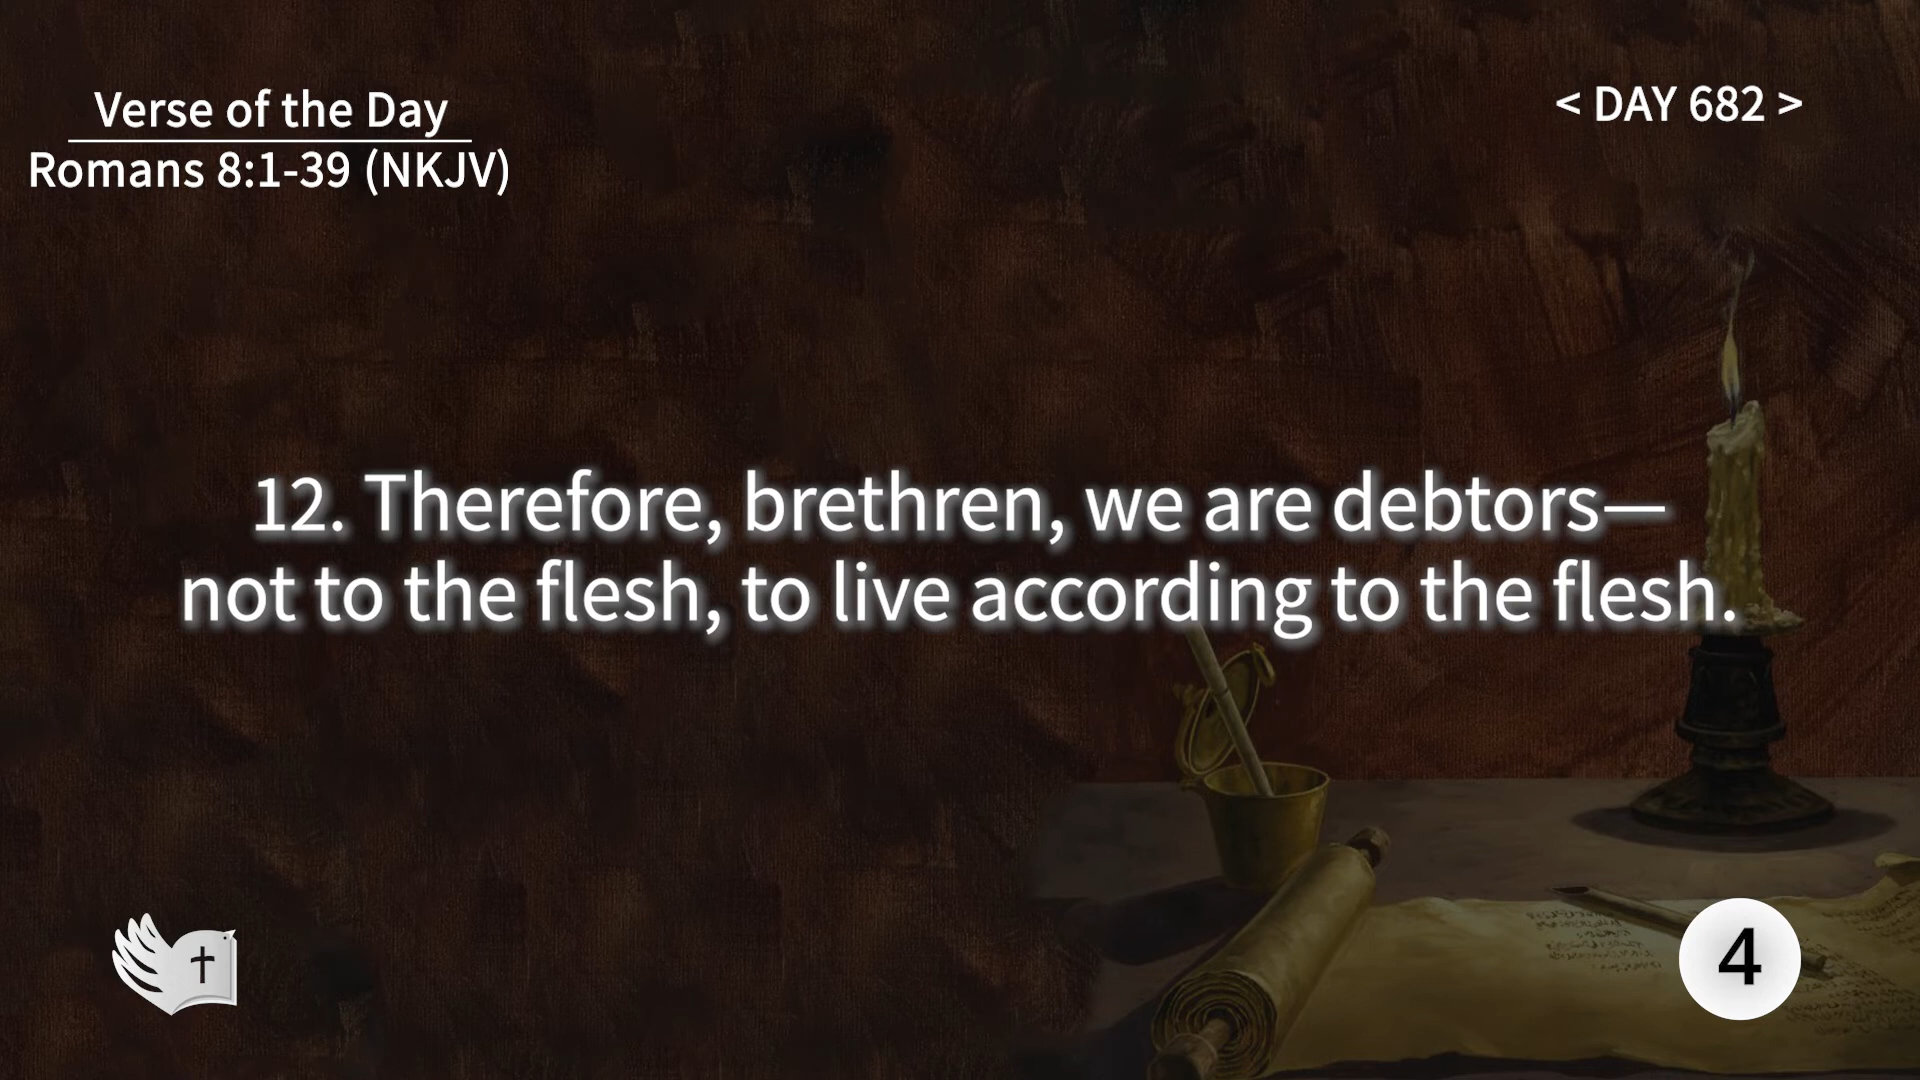 Verse of the Day
Romans 8:1-39 (NKJV)
< DAY 682 >
12. Therefore, brethren, we are debtors—
not to the flesh, to live according to the flesh.
4